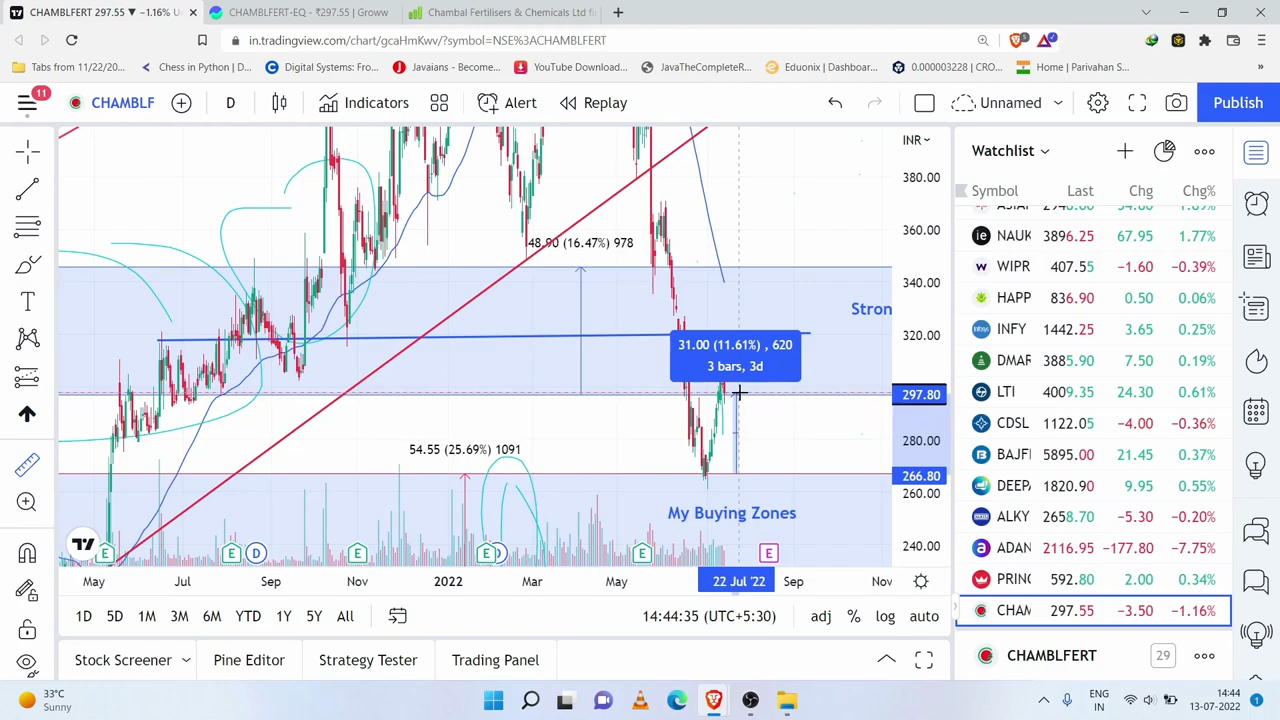 CHAMBLFERT 297.55 ▼ −1.16% U
CHAMBLFERT-EQ - ₹297.55 | Groww
Chambal Fertilisers & Chemicals Ltd fi
in.tradingview.com/chart/gcaHmKwv/?symbol=NSE%3ACHAMBLFERT
Tabs from 11/22/20...
Chess in Python | D...
Digital Systems: Fro...
Javaians - Become...
YouTube Download...
JavaTheCompleteR...
Eduonix | Dashboar...
0.000003228 | CRO...
Home | Parivahan S...
11
CHAMBLF
D
Indicators
Alert
Replay
Unnamed
Publish
INR
380.00
360.00
340.00
320.00
297.80
280.00
266.80
260.00
240.00
48.90 (16.47%) 978
Stron
31.00 (11.61%) , 620
3 bars, 3d
54.55 (25.69%) 1091
My Buying Zones
E
E
D
E
E
D
E
E
May
Jul
Sep
Nov
2022
Mar
May
22 Jul '22
Sep
Nov
1D
5D
1M
3M
6M
YTD
1Y
5Y
All
14:44:35 (UTC+5:30)
adj
%
log
auto
Stock Screener
Pine Editor
Strategy Tester
Trading Panel
Watchlist
Symbol Last Chg Chg%
NAUK 3896.25 67.95 1.77%
WIPR 407.55 −1.60 −0.39%
HAPP 836.90 0.50 0.06%
INFY 1442.25 3.65 0.25%
DMAR 3885.90 7.50 0.19%
LTI 4009.35 24.30 0.61%
CDSL 1122.05 −4.00 −0.36%
BAJFI 5895.00 21.45 0.37%
DEEPA 1820.90 9.95 0.55%
ALKY 2658.70 −5.30 −0.20%
ADAN 2116.95 −177.80 −7.75%
PRINC 592.80 2.00 0.34%
CHAM 297.55 −3.50 −1.16%
CHAMBLFERT 29
33°C
Sunny
ENG
IN
14:44
13-07-2022
1